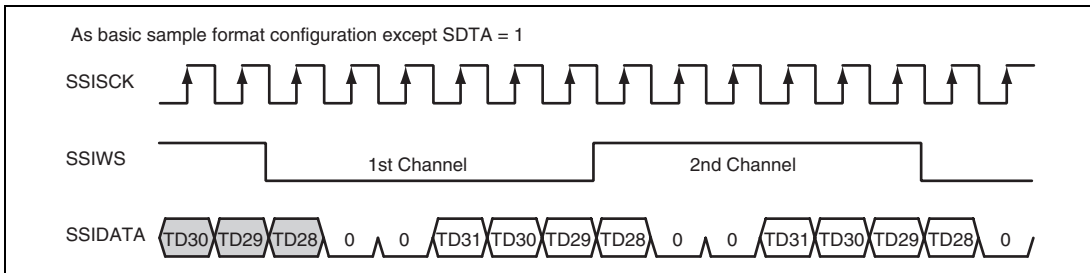 As basic sample format configuration except SDTA = 1
SSISCK
SSIWS 1st Channel 2nd Channel
SSIDATA TD30 TD29 TD28 0 0 TD31 TD30 TD29 TD28 0 0 TD31 TD30 TD29 TD28 0